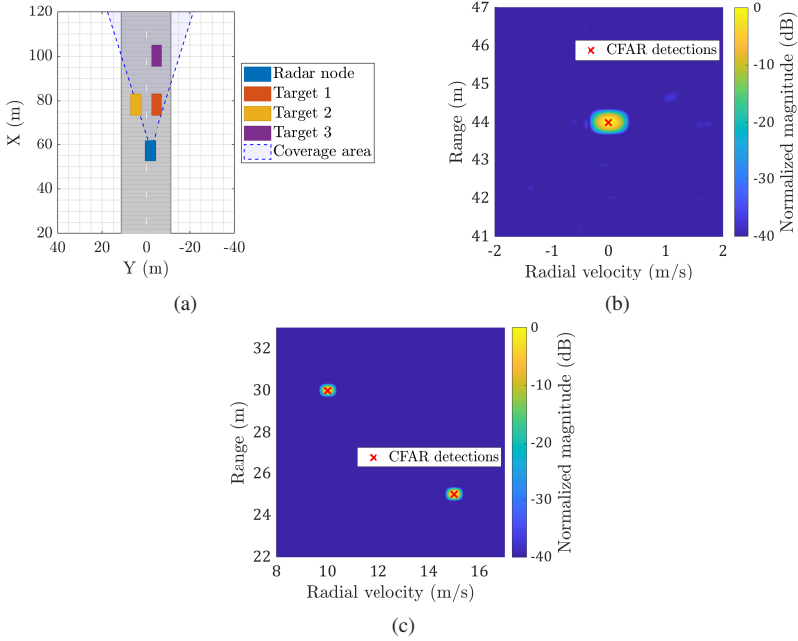 120
100
80
60
40
20
X (m)
40
20
0
-20
-40
Y (m)
Radar node
Target 1
Target 2
Target 3
Coverage area
(a)
47
46
45
44
43
42
41
Range (m)
-2
-1
0
1
2
Radial velocity (m/s)
CFAR detections
0
-10
-20
-30
-40
Normalized magnitude (dB)
(b)
32
30
28
26
24
22
Range (m)
8
10
12
14
16
Radial velocity (m/s)
CFAR detections
0
-10
-20
-30
-40
Normalized magnitude (dB)
(c)